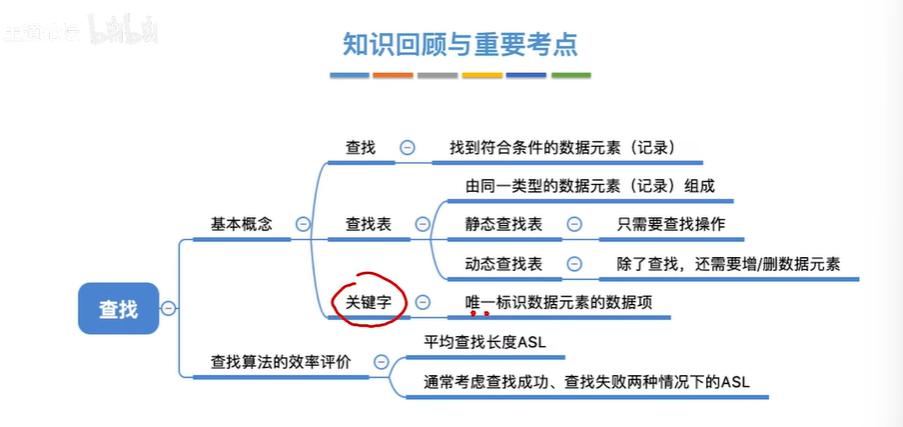 王道论坛 bilibili
知识回顾与重要考点
查找
找到符合条件的数据元素（记录）
由同一类型的数据元素（记录）组成
基本概念
查找表
静态查找表
只需要查找操作
动态查找表
除了查找，还需要增/删数据元素
关键字
唯一标识数据元素的数据项
查找
平均查找长度ASL
查找算法的效率评价
通常考虑查找成功、查找失败两种情况下的ASL